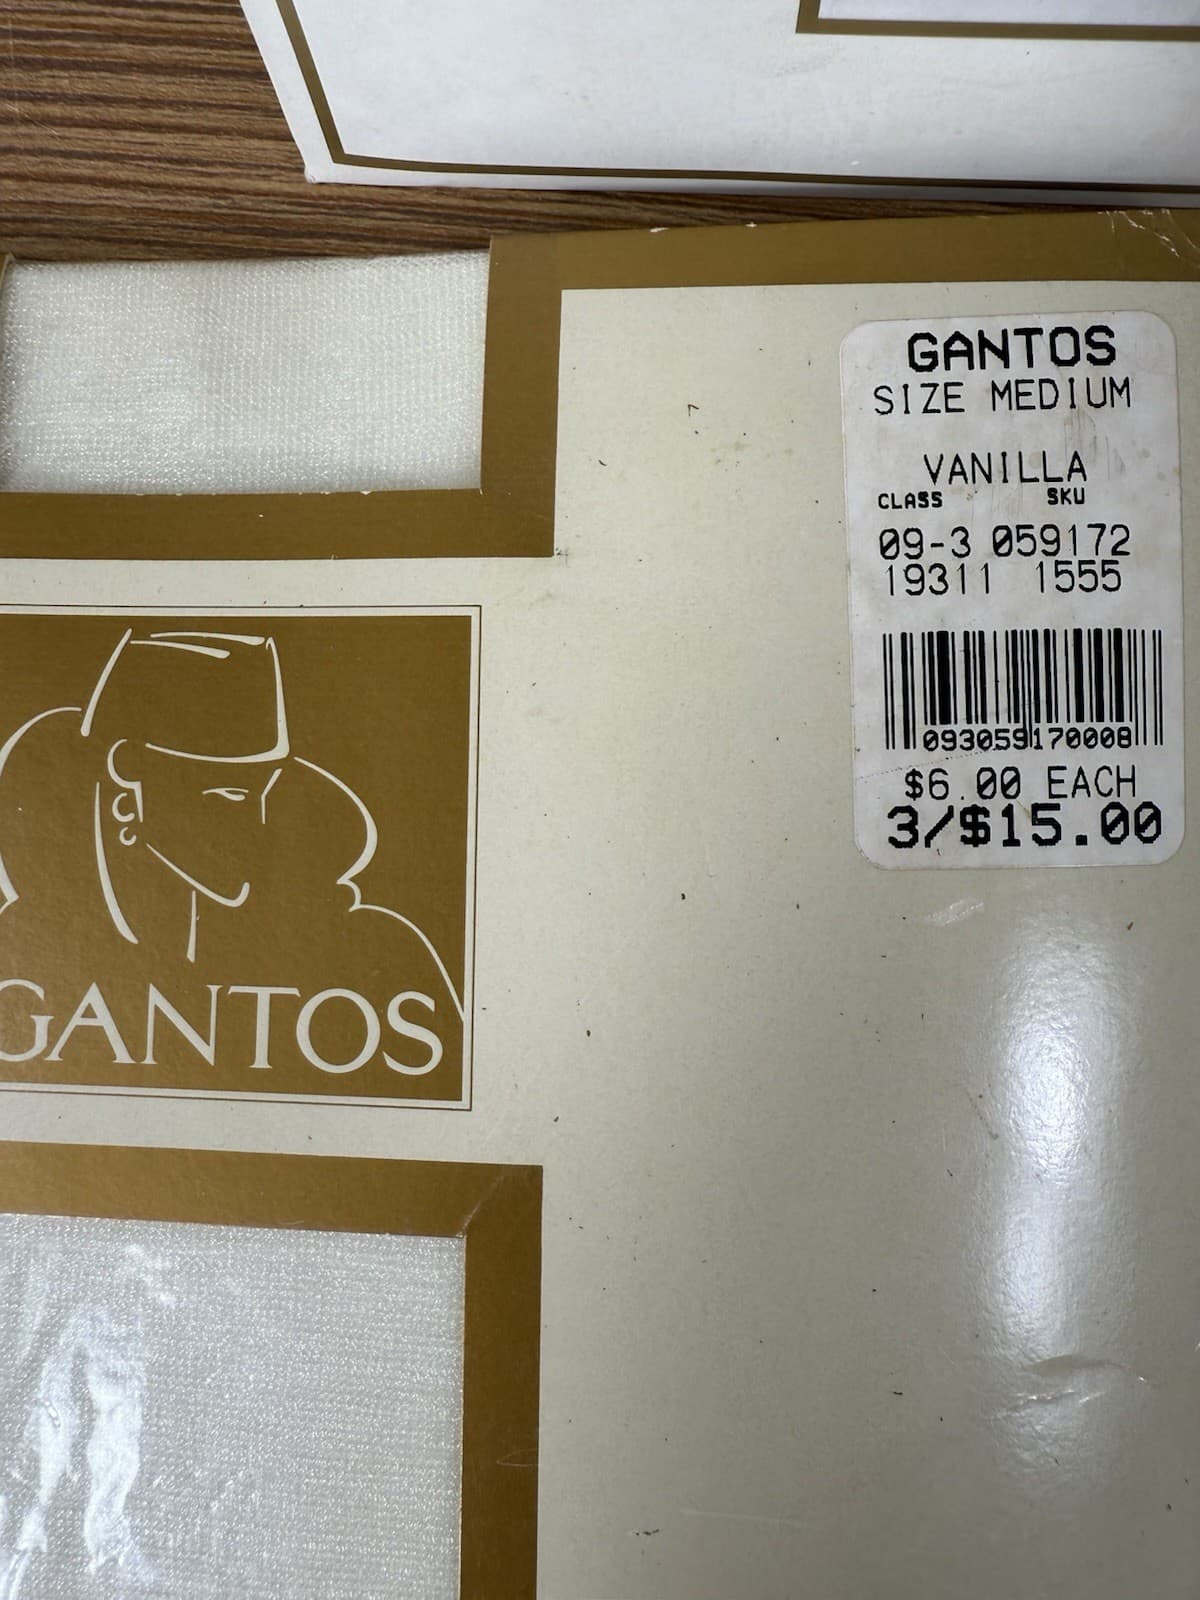 GANTOS
SIZE MEDIUM
VANILLA
CLASS SKU
09-3 059172
19311 1555
093059170008
$6.00 EACH
3/$15.00
GANTOS